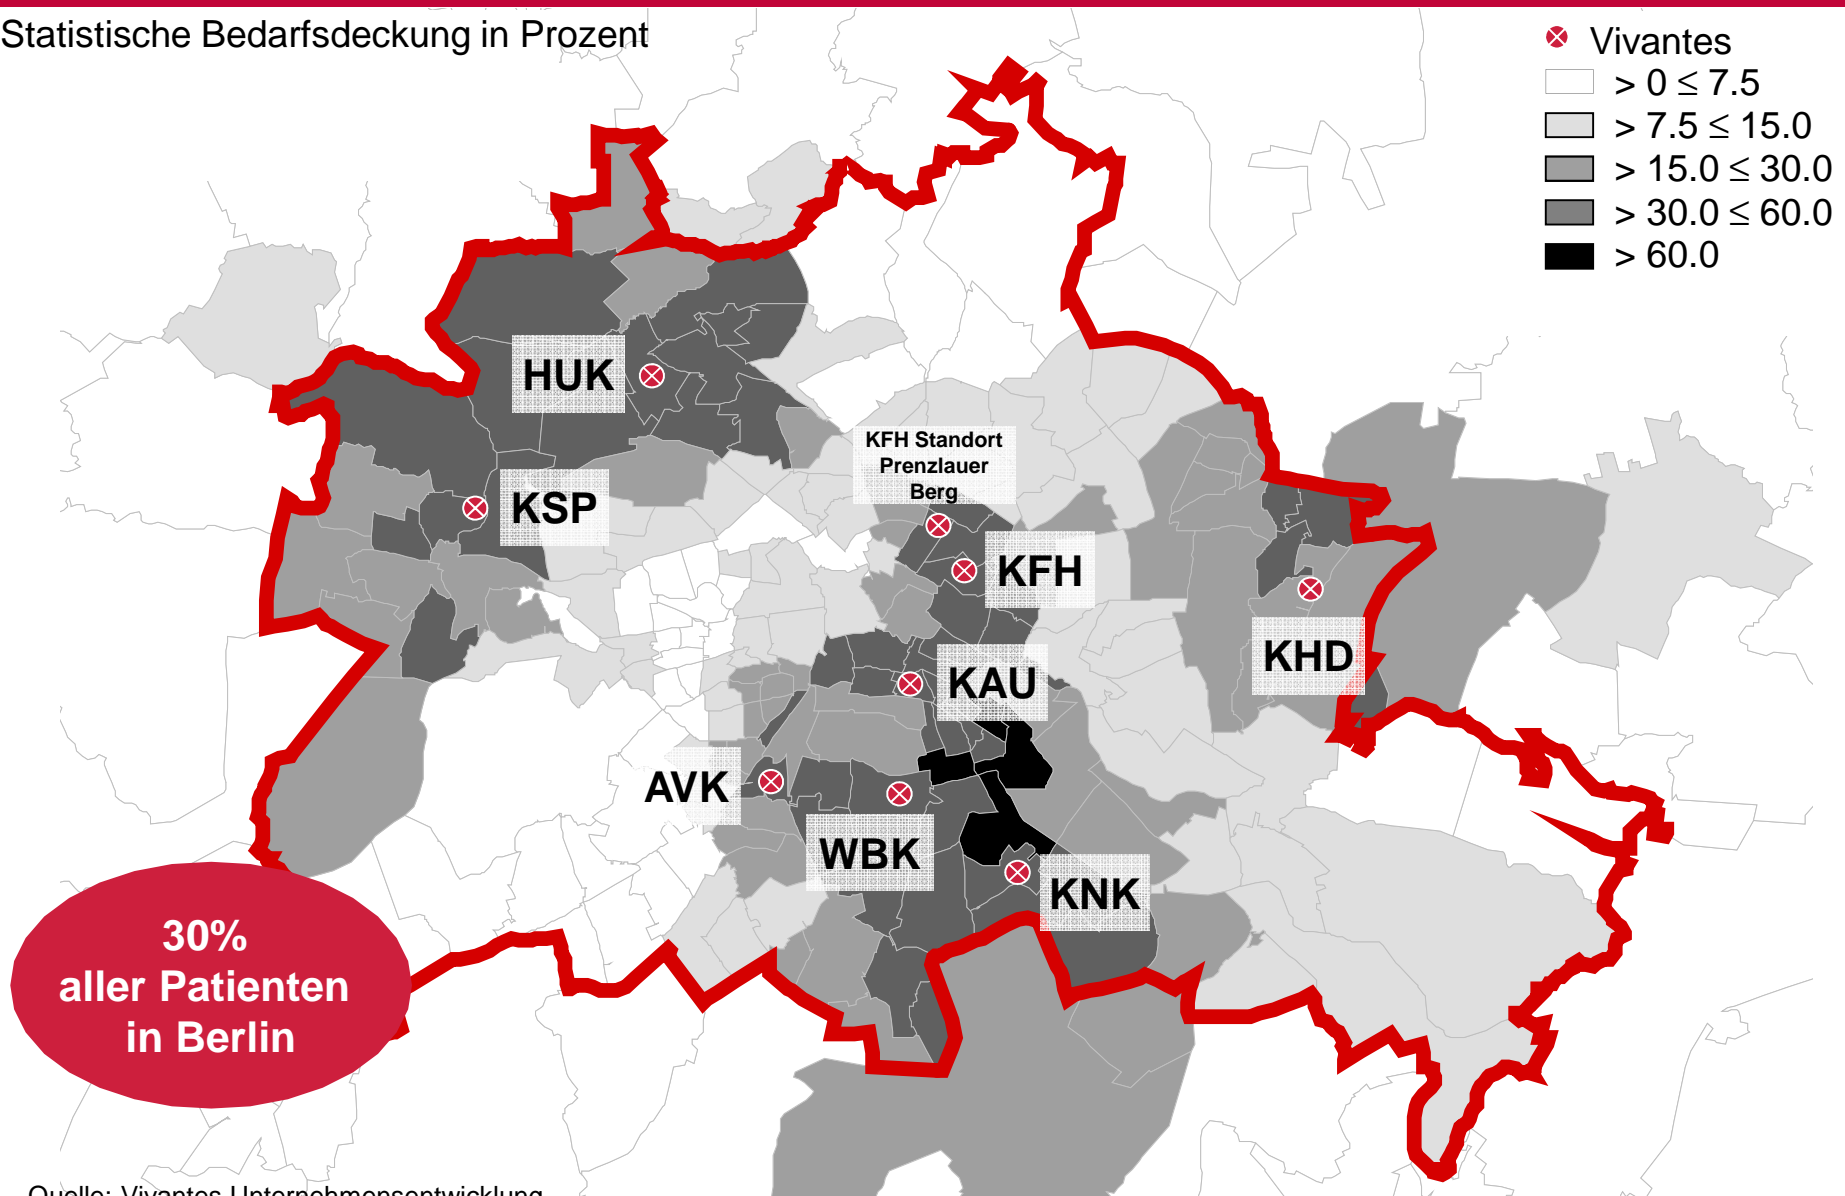 Statistische Bedarfsdeckung in Prozent
Vivantes
> 0 ≤ 7.5
> 7.5 ≤ 15.0
> 15.0 ≤ 30.0
> 30.0 ≤ 60.0
> 60.0
HUK
KSP
KFH Standort
Prenzlauer
Berg
KFH
KHD
KAU
AVK
WBK
KNK
30%
aller Patienten
in Berlin
Quelle: Vivantes Unternehmensentwicklung